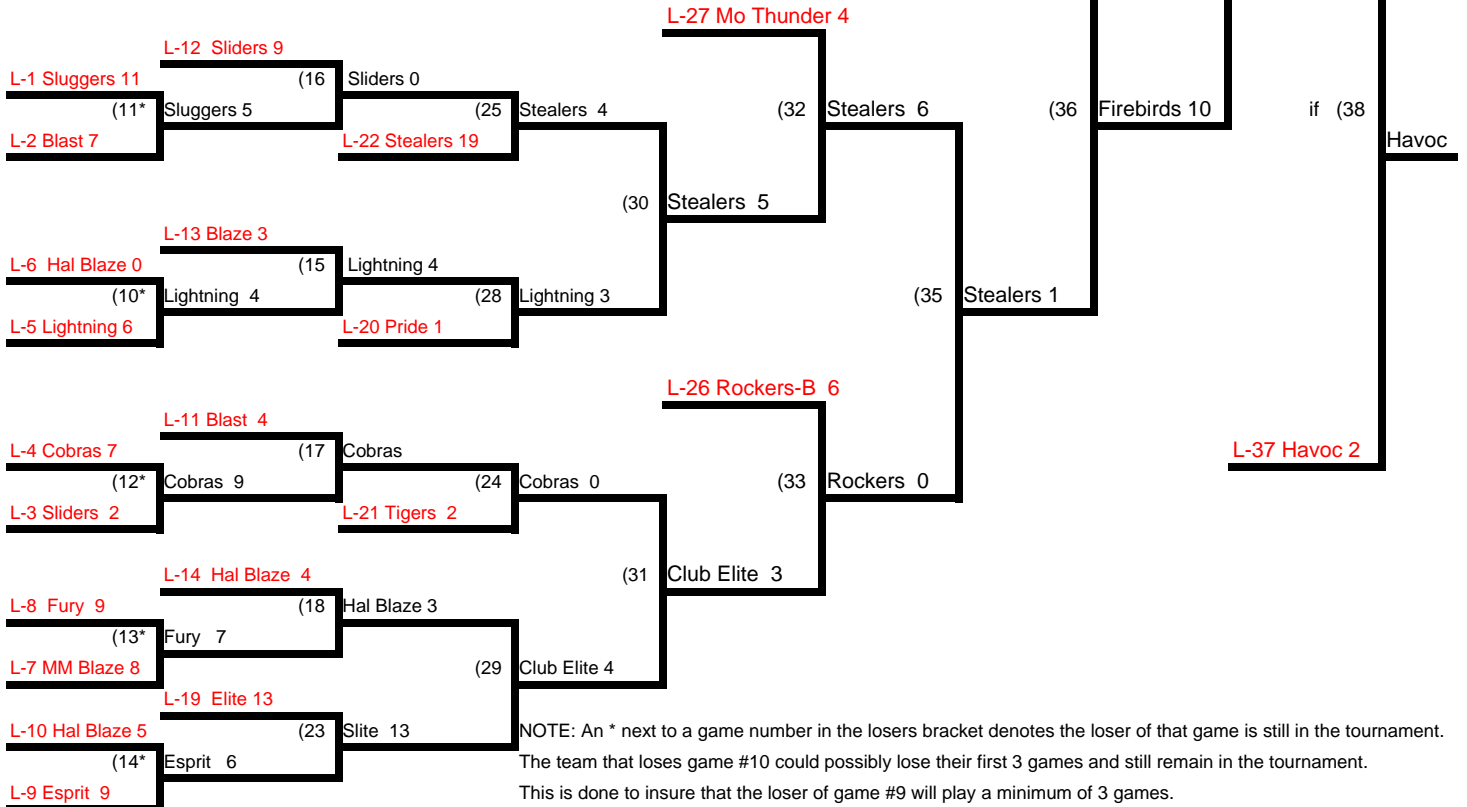 L-27 Mo Thunder 4
L-12 Sliders 9
L-1 Sluggers 11
(16 Sliders 0
(11* Sluggers 5
(25 Stealers 4
(32 Stealers 6
(36 Firebirds 10
if (38
L-2 Blast 7
L-22 Stealers 19
Havoc
(30 Stealers 5
L-13 Blaze 3
L-6 Hal Blaze 0
(15 Lightning 4
(10* Lightning 4
(28 Lightning 3
(35 Stealers 1
L-5 Lightning 6
L-20 Pride 1
L-26 Rockers-B 6
L-11 Blast 4
L-4 Cobras 7
(17 Cobras
L-37 Havoc 2
(12* Cobras 9
(24 Cobras 0
(33 Rockers 0
L-3 Sliders 2
L-21 Tigers 2
L-14 Hal Blaze 4
(31 Club Elite 3
L-8 Fury 9
(18 Hal Blaze 3
(13* Fury 7
L-7 MM Blaze 8
(29 Club Elite 4
L-19 Elite 13
L-10 Hal Blaze 5
(23 Slite 13
NOTE: An * next to a game number in the losers bracket denotes the loser of that game is still in the tournament.
(14* Esprit 6
The team that loses game #10 could possibly lose their first 3 games and still remain in the tournament.
L-9 Esprit 9
This is done to insure that the loser of game #9 will play a minimum of 3 games.